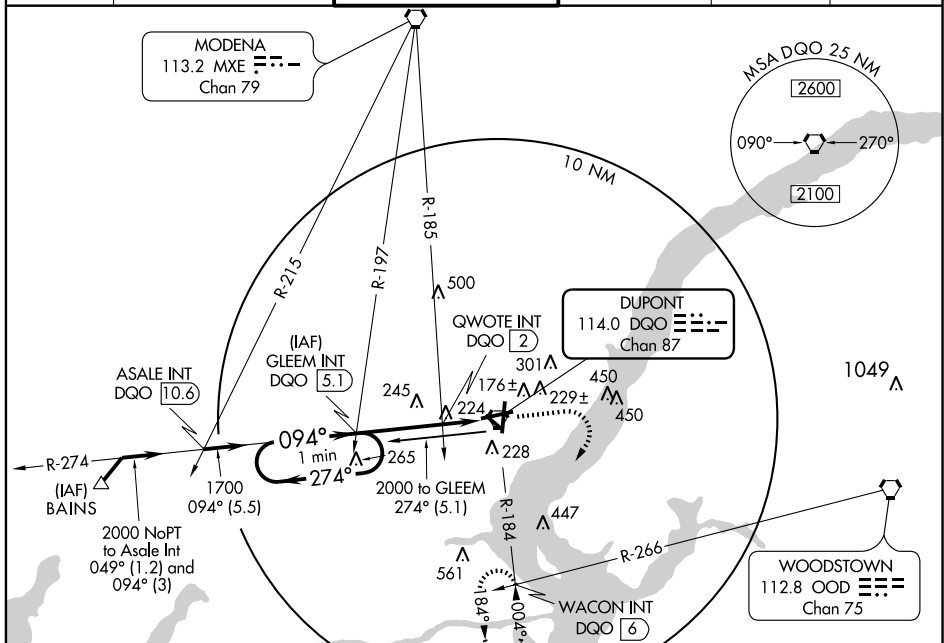 MODENA
113.2 MXE
Chan 79
MSA DQO 25 NM
2600
090°
270°
2100
10 NM
R-215
R-197
R-185
500
DUPONT
114.0 DQO
Chan 87
QWOTE INT
DQO 2
(IAF)
GLEEM INT
DQO 5.1
ASALE INT
DQO 10.6
245
224
176±
301
229±
450
450
1049
R-274
(IAF)
BAINS
094°
1 min
274°
265
228
1700
094° (5.5)
2000 to GLEEM
274° (5.1)
2000 NoPT
to Asale Int
049° (1.2) and
094° (3)
R-184
447
561
R-266
WOODSTOWN
112.8 OOD
Chan 75
184°
004°
WACON INT
DQO 6